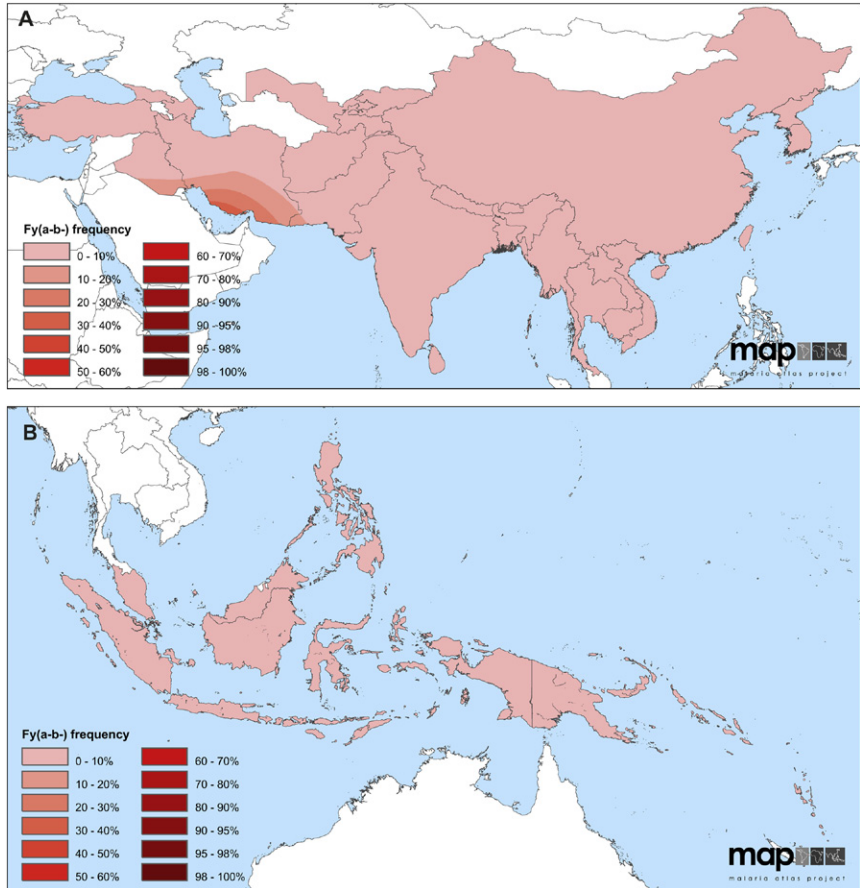 A
Fy(a-b-) frequency
0 - 10%
10 - 20%
20 - 30%
30 - 40%
40 - 50%
50 - 60%
60 - 70%
70 - 80%
80 - 90%
90 - 95%
95 - 98%
98 - 100%
map
malaria atlas project
B
Fy(a-b-) frequency
0 - 10%
10 - 20%
20 - 30%
30 - 40%
40 - 50%
50 - 60%
60 - 70%
70 - 80%
80 - 90%
90 - 95%
95 - 98%
98 - 100%
map
malaria atlas project